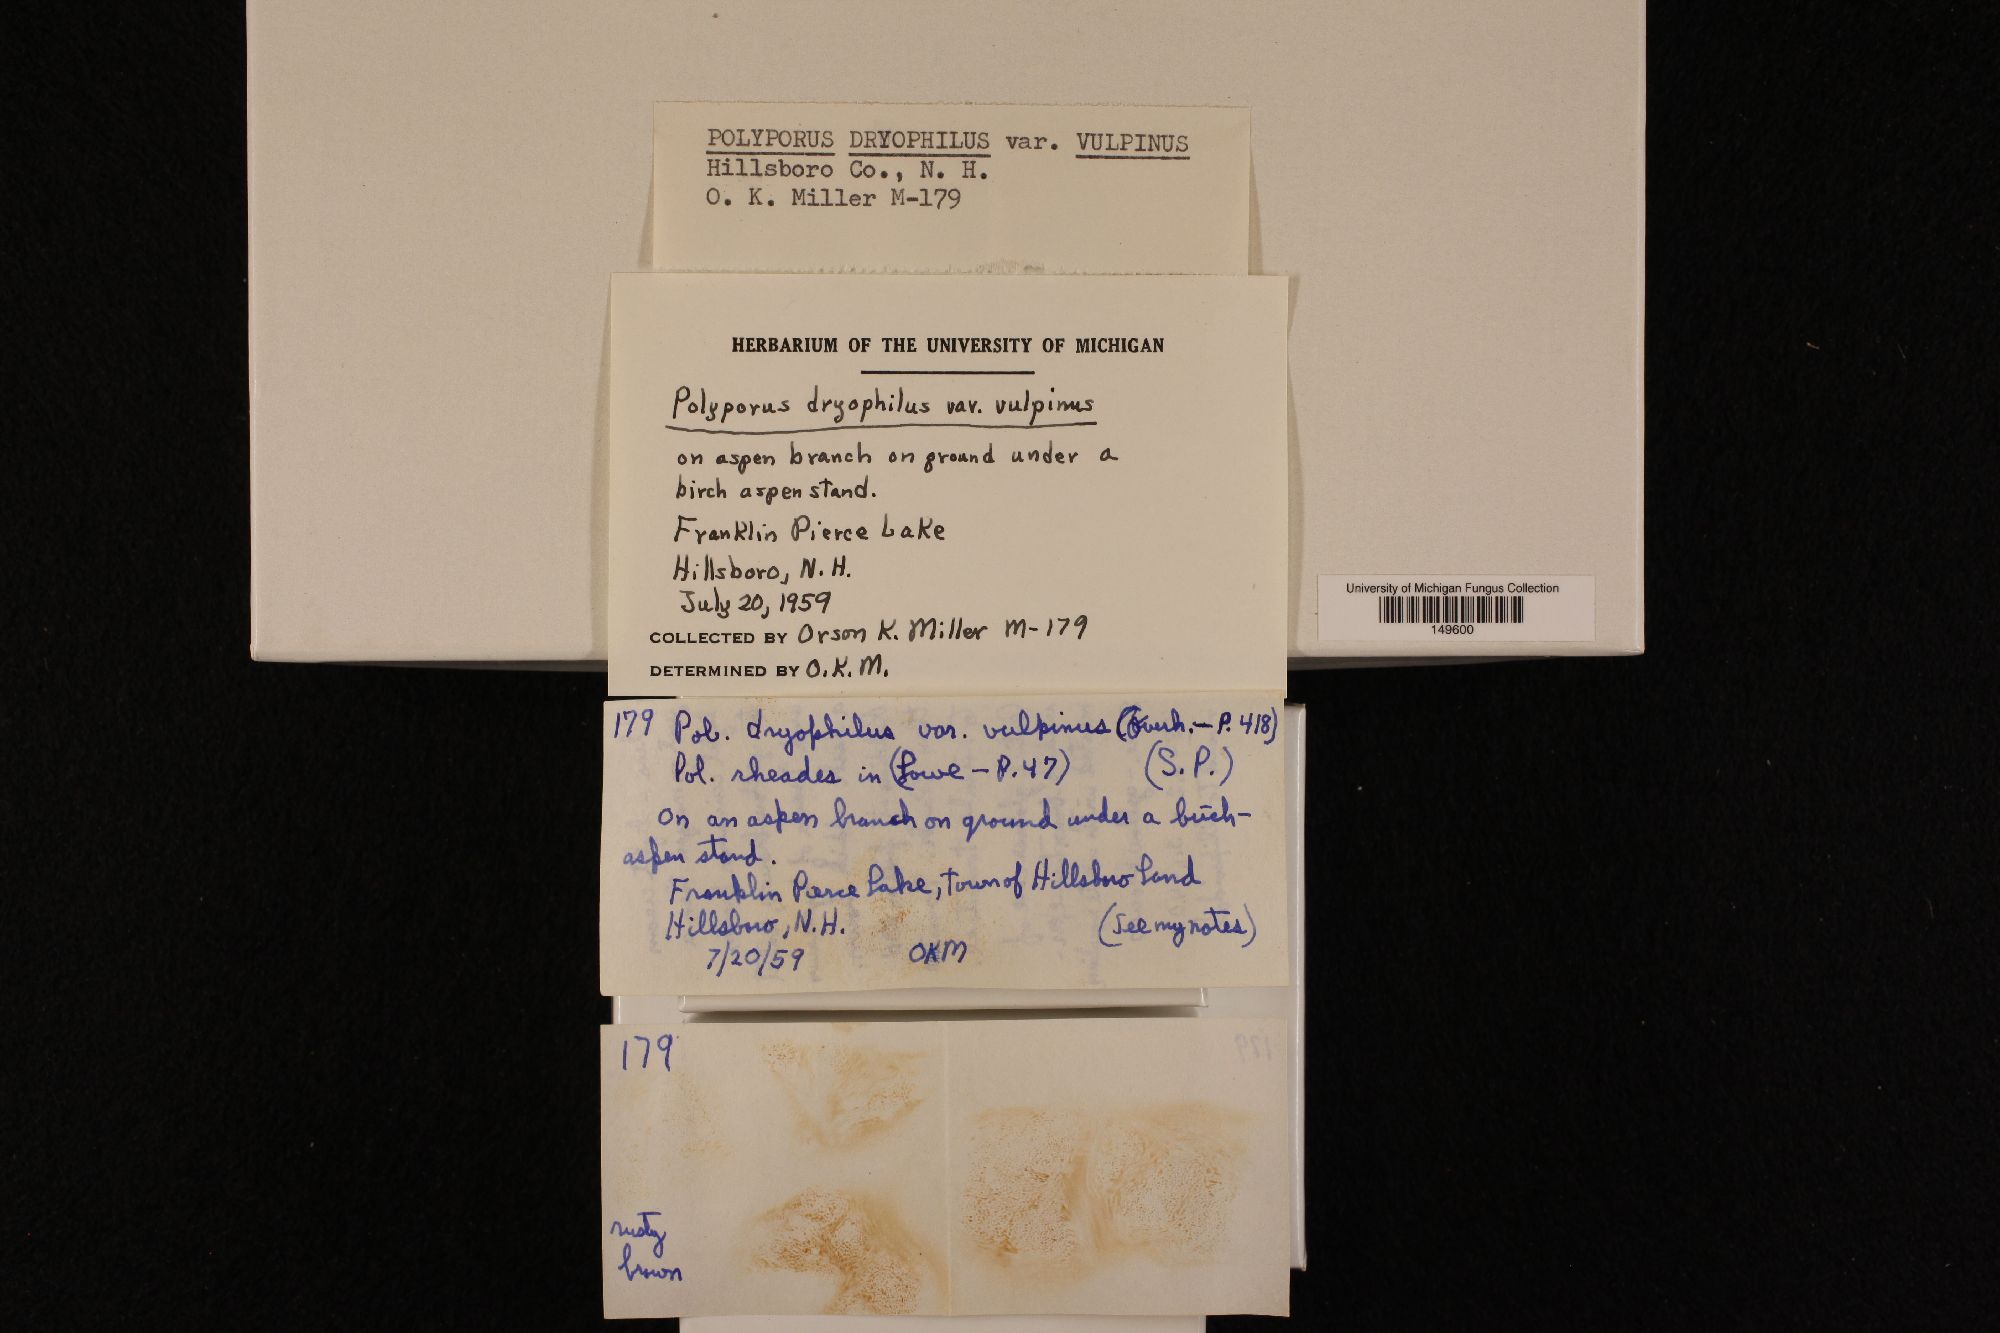 POLYPORUS DRYOPHILUS var. VULPINUS
Hillsboro Co., N. H.
O. K. Miller M-179
HERBARIUM OF THE UNIVERSITY OF MICHIGAN
Polyporus dryophilus var. vulpinus
on aspen branch on ground under a
birch aspen stand.
Franklin Pierce Lake
Hillsboro, N.H.
July 20, 1959
COLLECTED BY Orson K. Miller M-179
DETERMINED BY O.K.M.
University of Michigan Fungus Collection
149600
179 Pol. dryophilus var. vulpinus (Overh. - P. 418)
Pol. rheades in (Lowe - P. 47) (S.P.)
On an aspen branch on ground under a birch-
aspen stand.
Franklin Pierce Lake, town of Hillsboro Land
Hillsboro, N.H. (See my notes)
7/20/59 OKM
179
rusty
brown